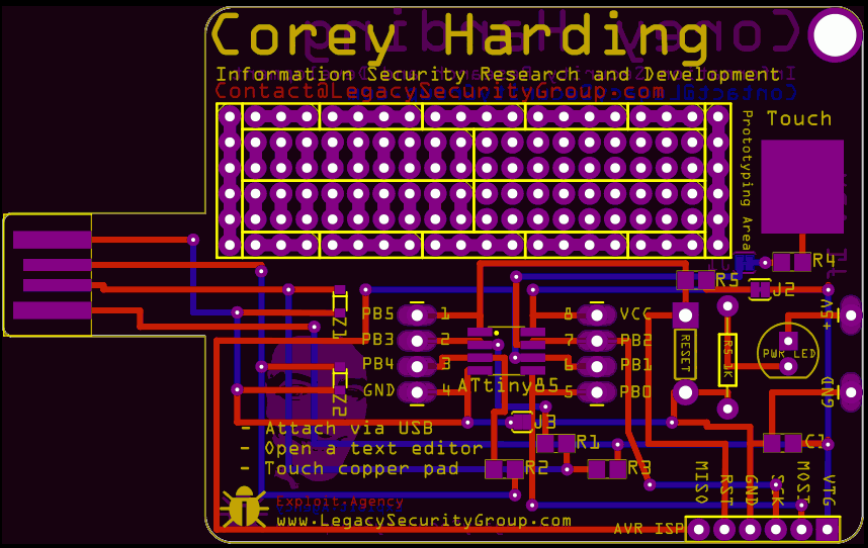 Corey Harding
Information Security Research and Development
Contact@LegacySecurityGroup.com
Touch
Prototyping Area
R4
R5
J2
Z1
PB5 1
PB3 2
PB4 3
GND 4
8 VCC
7 PB2
6 PB1
5 PB0
ATtiny85
RESET
R5 1K
PWR LED
+5V
GND
Z2
J3
- Attach via USB
- Open a text editor
- Touch copper pad
R1
R2
R3
C1
MISO
RST
GND
SCK
MOSI
VTG
Exploit.Agency
www.LegacySecurityGroup.com
AVR ISP